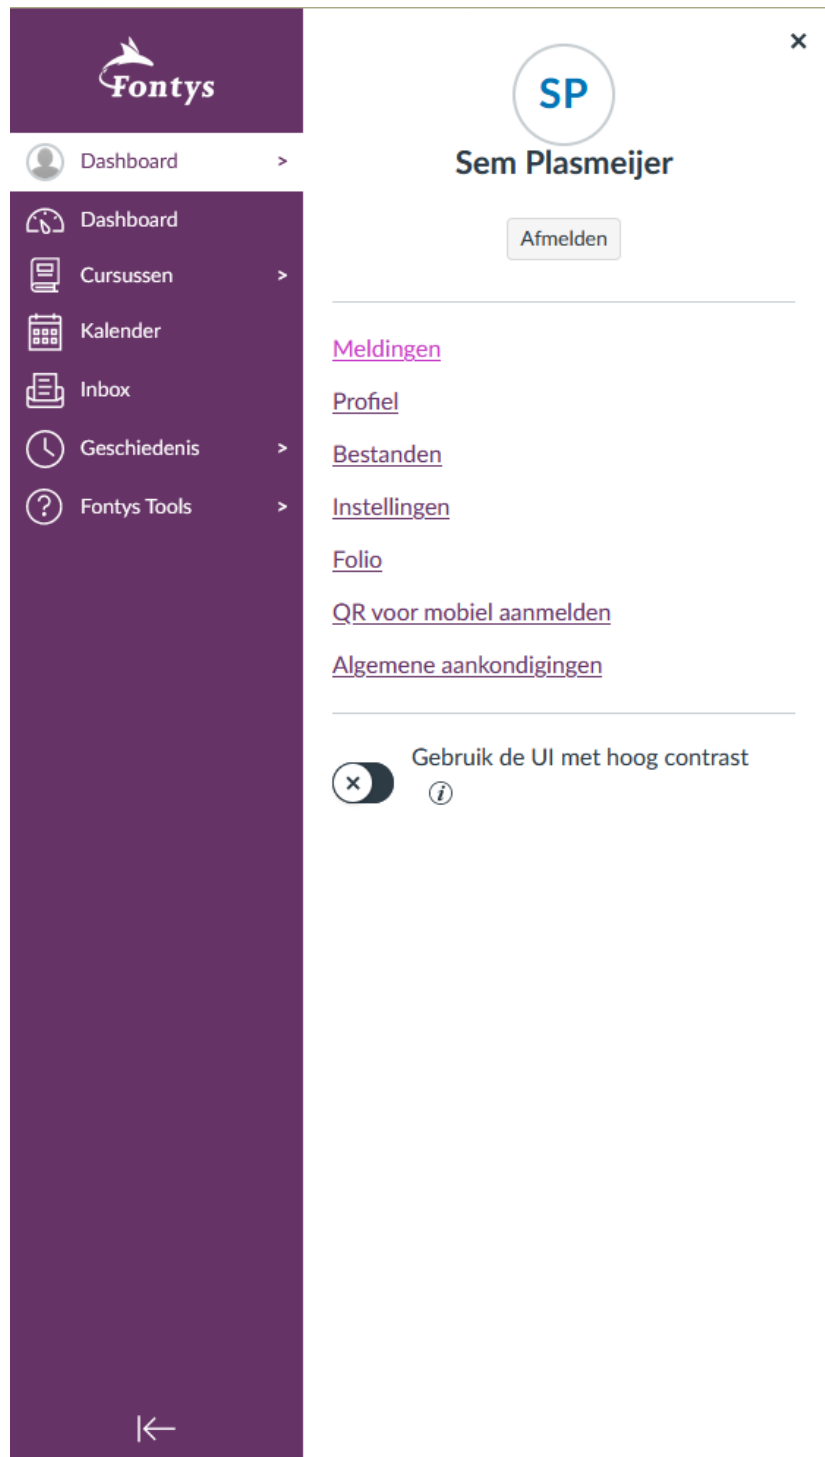 Fontys
Dashboard >
Dashboard
Cursussen >
Kalender
Inbox
Geschiedenis >
Fontys Tools >
SP
Sem Plasmeijer
Afmelden
Meldingen
Profiel
Bestanden
Instellingen
Folio
QR voor mobiel aanmelden
Algemene aankondigingen
Gebruik de UI met hoog contrast